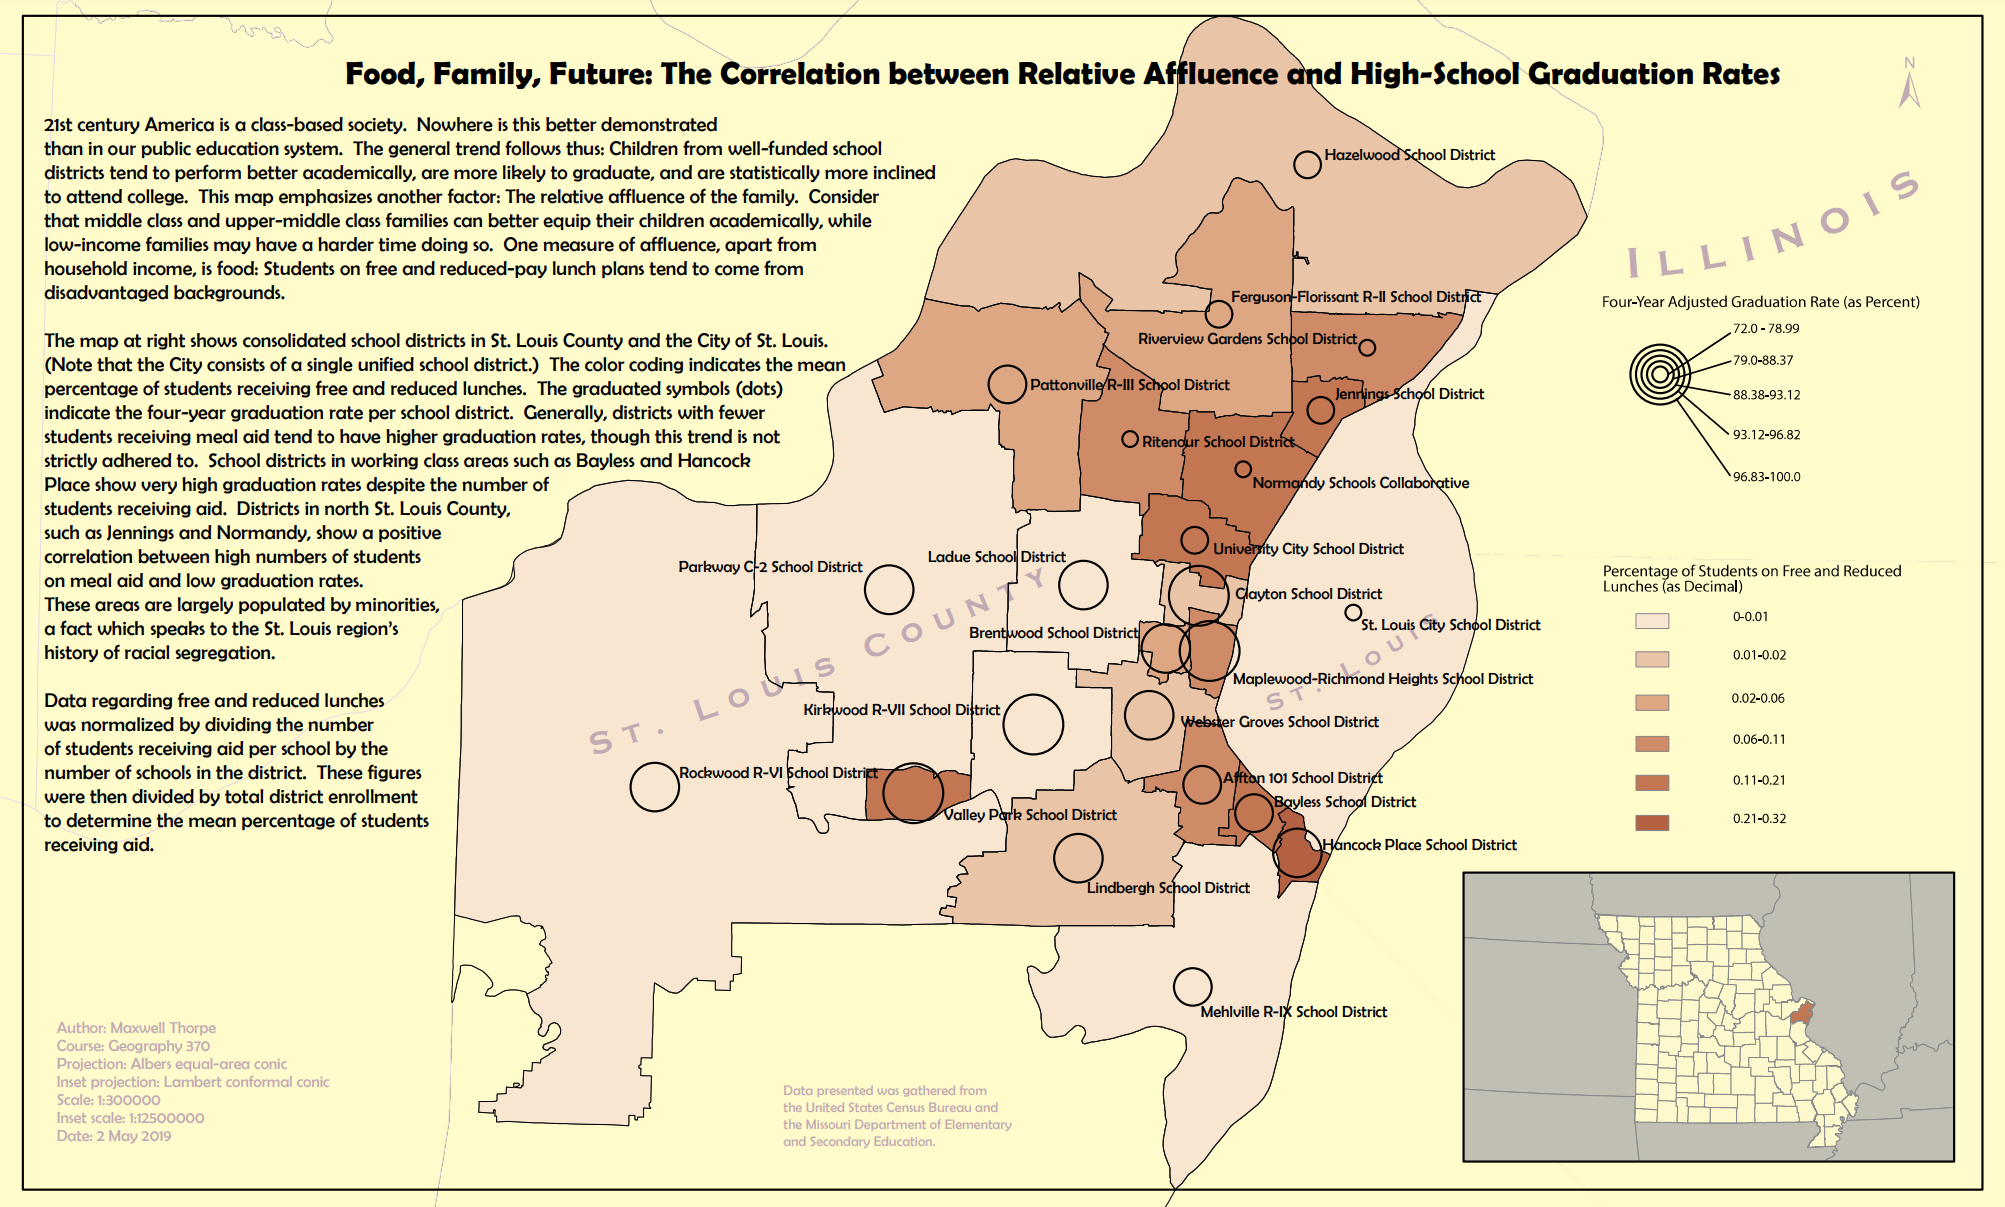 Food, Family, Future: The Correlation between Relative Affluence and High-School Graduation Rates
N
21st century America is a class-based society.  Nowhere is this better demonstrated
than in our public education system.  The general trend follows thus: Children from well-funded school
districts tend to perform better academically, are more likely to graduate, and are statistically more inclined
to attend college.  This map emphasizes another factor: The relative affluence of the family.  Consider
that middle class and upper-middle class families can better equip their children academically, while
low-income families may have a harder time doing so.  One measure of affluence, apart from
household income, is food: Students on free and reduced-pay lunch plans tend to come from
disadvantaged backgrounds.
The map at right shows consolidated school districts in St. Louis County and the City of St. Louis.
(Note that the City consists of a single unified school district.)  The color coding indicates the mean
percentage of students receiving free and reduced lunches.  The graduated symbols (dots)
indicate the four-year graduation rate per school district.  Generally, districts with fewer
students receiving meal aid tend to have higher graduation rates, though this trend is not
strictly adhered to.  School districts in working class areas such as Bayless and Hancock
Place show very high graduation rates despite the number of
students receiving aid.  Districts in north St. Louis County,
such as Jennings and Normandy, show a positive
correlation between high numbers of students
on meal aid and low graduation rates.
These areas are largely populated by minorities,
a fact which speaks to the St. Louis region's
history of racial segregation.
Data regarding free and reduced lunches
was normalized by dividing the number
of students receiving aid per school by the
number of schools in the district.  These figures
were then divided by total district enrollment
to determine the mean percentage of students
receiving aid.
Hazelwood School District
Ferguson-Florissant R-II School District
Riverview Gardens School District
Pattonville R-III School District
Jennings School District
Ritenour School District
Normandy Schools Collaborative
University City School District
Ladue School District
Parkway C-2 School District
Clayton School District
St. Louis City School District
Brentwood School District
Maplewood-Richmond Heights School District
Kirkwood R-VII School District
Webster Groves School District
Rockwood R-VI School District
Affton 101 School District
Bayless School District
Valley Park School District
Hancock Place School District
Lindbergh School District
Mehlville R-IX School District
ST. LOUIS COUNTY
ST. LOUIS
ILLINOIS
Four-Year Adjusted Graduation Rate (as Percent)
72.0 - 78.99
79.0-88.37
88.38-93.12
93.12-96.82
96.83-100.0
Percentage of Students on Free and Reduced
Lunches (as Decimal)
0-0.01
0.01-0.02
0.02-0.06
0.06-0.11
0.11-0.21
0.21-0.32
Author: Maxwell Thorpe
Course: Geography 370
Projection: Albers equal-area conic
Inset projection: Lambert conformal conic
Scale: 1:300000
Inset scale: 1:12500000
Date: 2 May 2019
Data presented was gathered from
the United States Census Bureau and
the Missouri Department of Elementary
and Secondary Education.